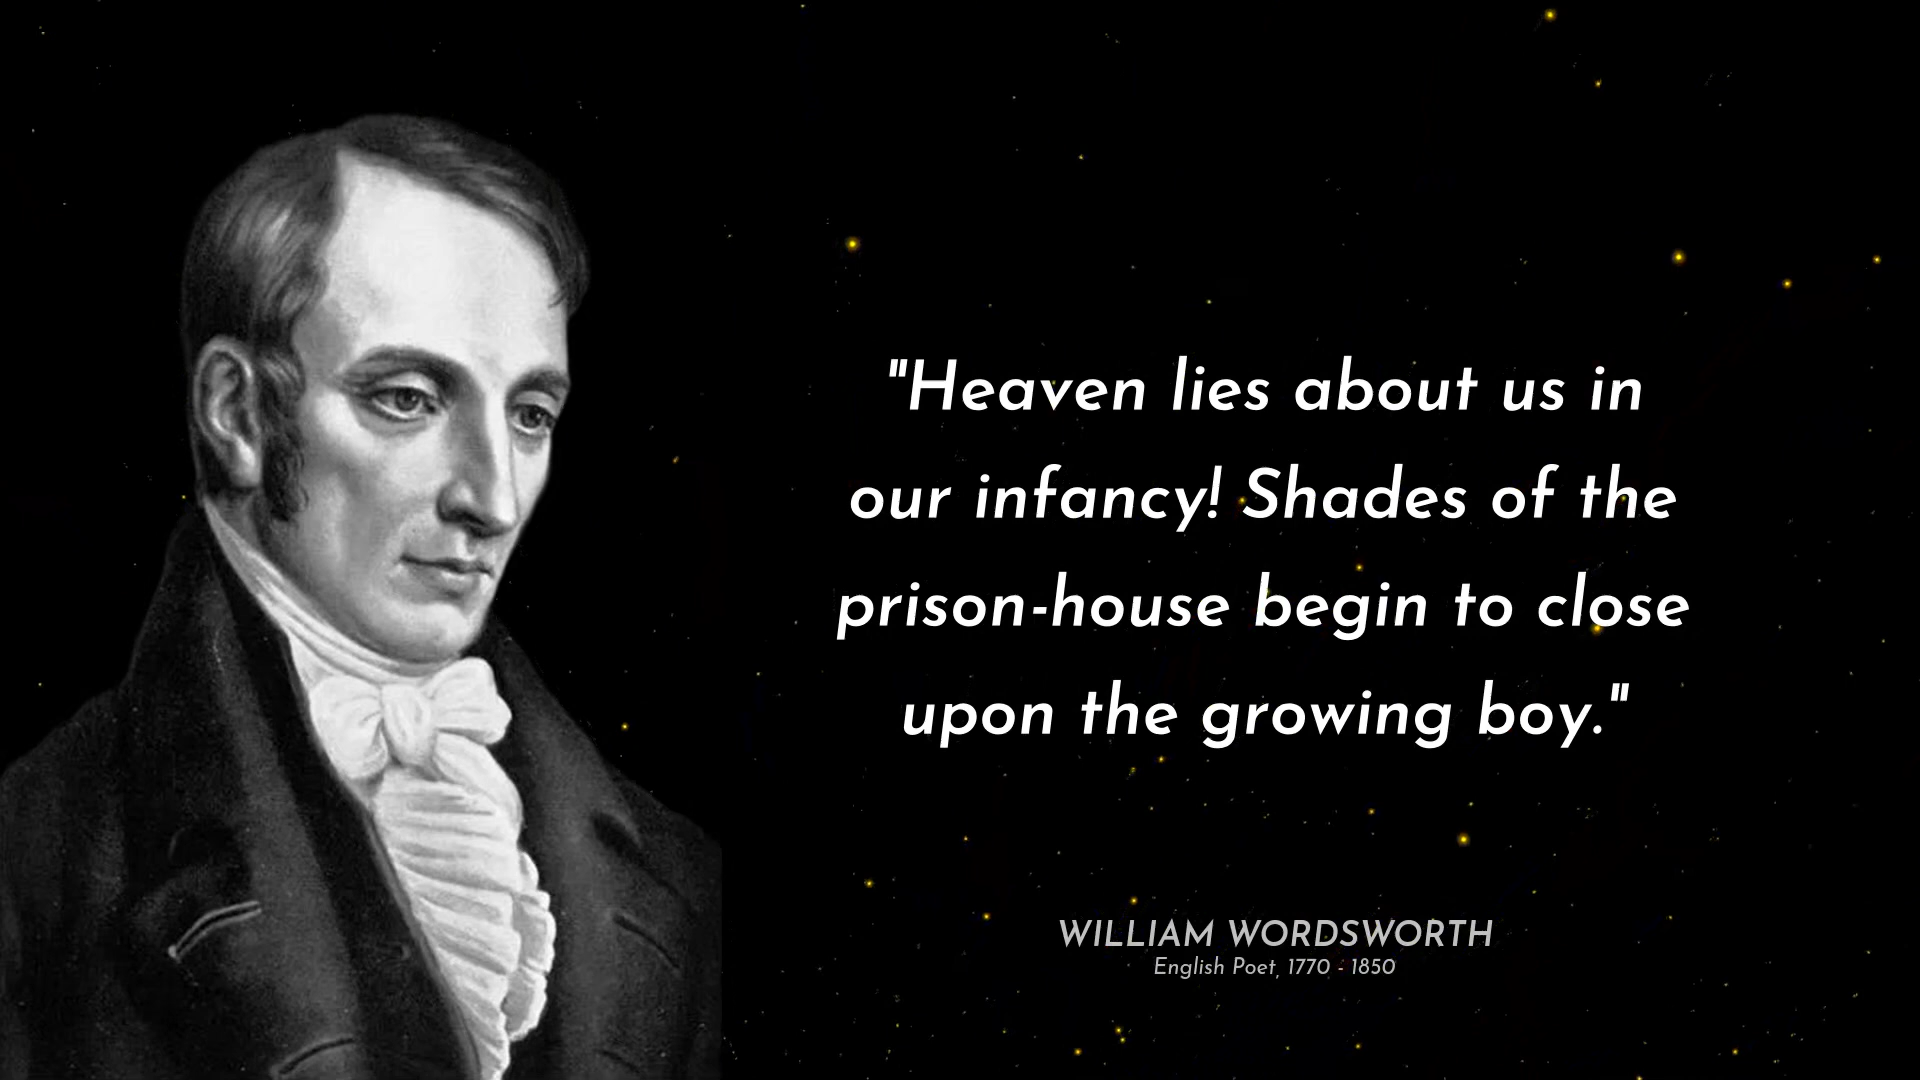 "Heaven lies about us in
our infancy! Shades of the
prison-house begin to close
upon the growing boy."
WILLIAM WORDSWORTH
English Poet, 1770 - 1850